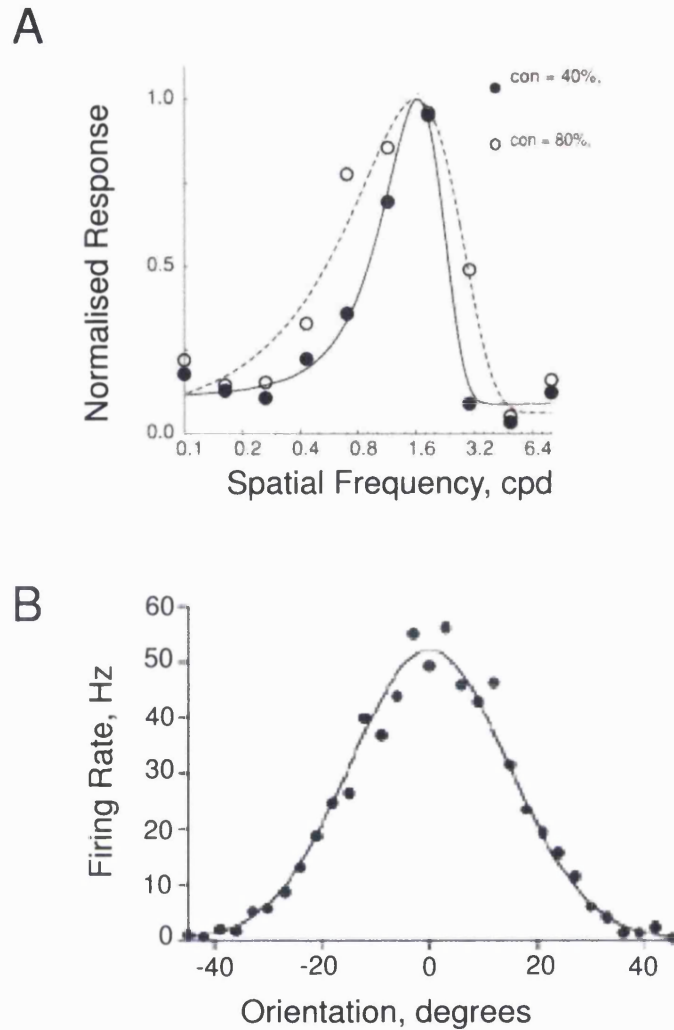 A
con = 40%,
con = 80%,
Normalised Response
1.0
0.5
0.0
0.1 0.2 0.4 0.8 1.6 3.2 6.4
Spatial Frequency, cpd
B
Firing Rate, Hz
60
50
40
30
20
10
0
-40 -20 0 20 40
Orientation, degrees